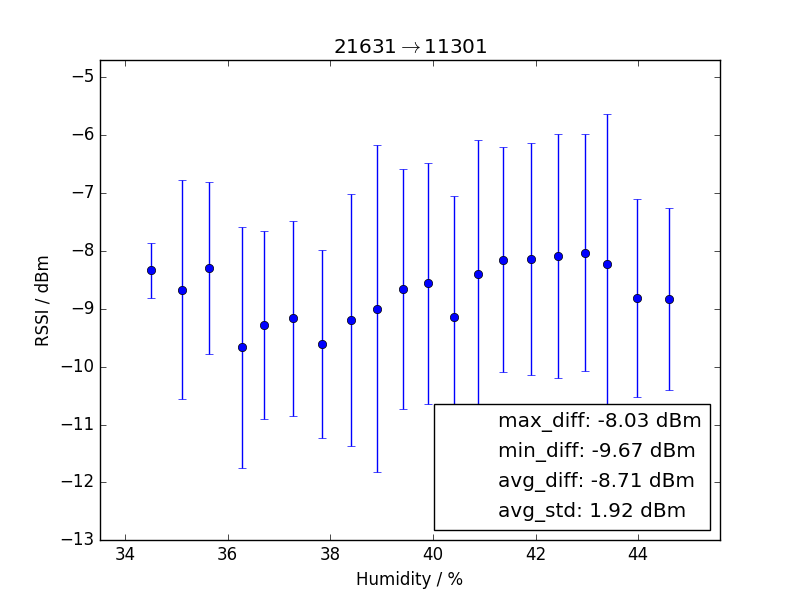 21631→11301
−5
−6
−7
−8
−9
−10
−11
−12
−13
RSSI / dBm
max_diff: -8.03 dBm
min_diff: -9.67 dBm
avg_diff: -8.71 dBm
avg_std: 1.92 dBm
34 36 38 40 42 44
Humidity / %